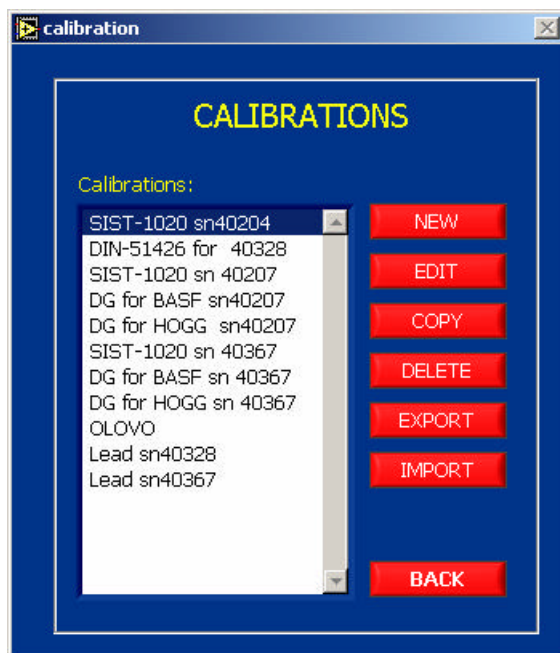 calibration
CALIBRATIONS
Calibrations:
SIST-1020 sn40204
DIN-51426 for  40328
SIST-1020 sn 40207
DG for BASF sn40207
DG for HOGG  sn40207
SIST-1020 sn 40367
DG for BASF sn 40367
DG for HOGG sn 40367
OLOVO
Lead sn40328
Lead sn40367
NEW
EDIT
COPY
DELETE
EXPORT
IMPORT
BACK